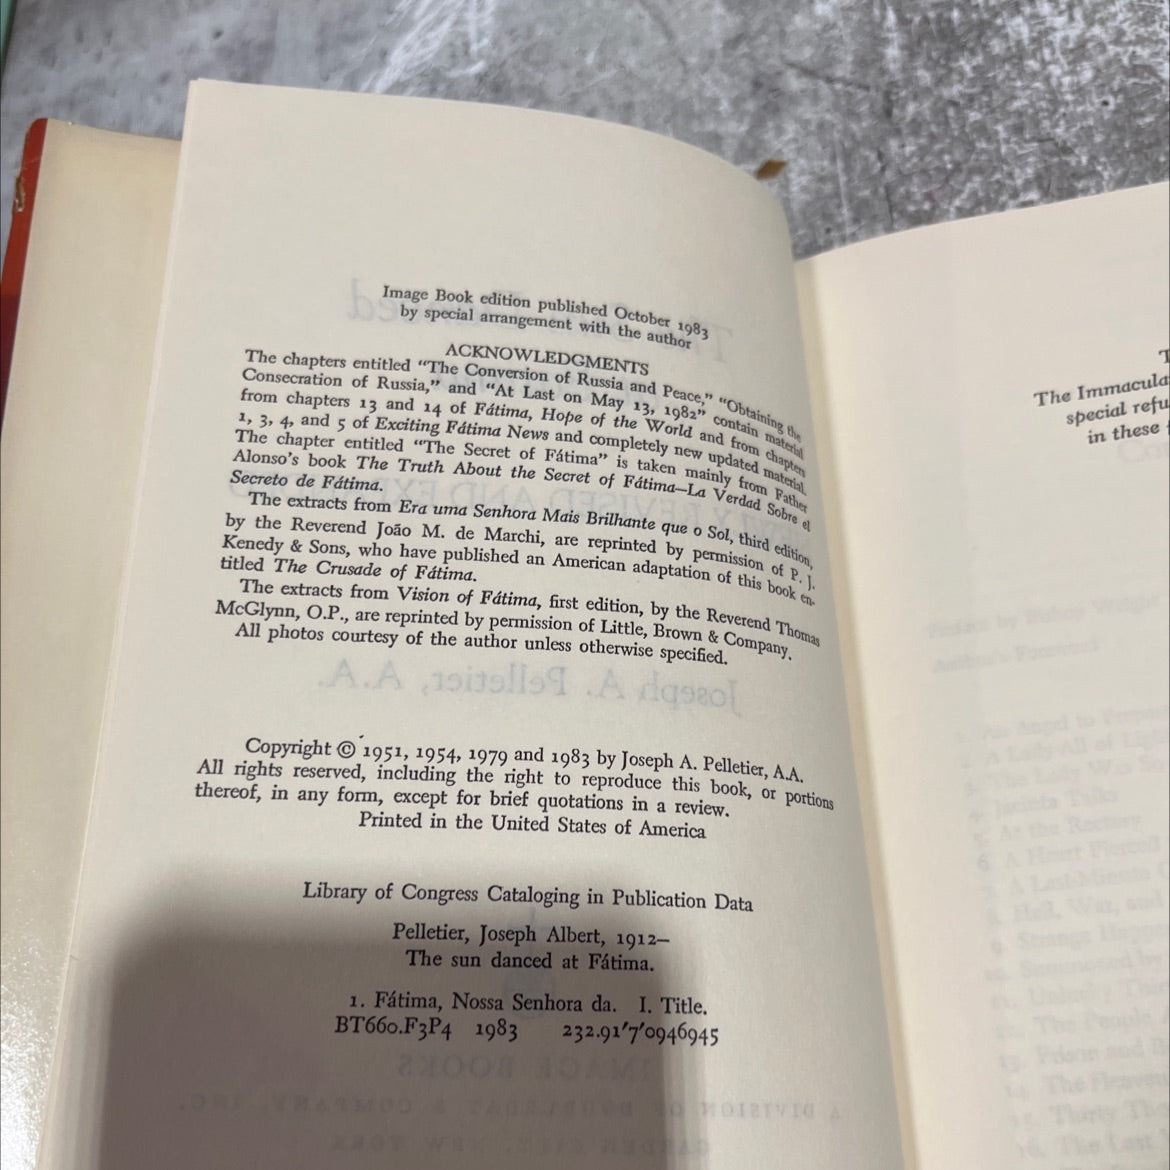 Image Book edition published October 1983
by special arrangement with the author
ACKNOWLEDGMENTS
The chapters entitled “The Conversion of Russia and Peace,” “Obtaining the
Consecration of Russia,” and “At Last on May 13, 1982” contain material
from chapters 13 and 14 of Fátima, Hope of the World and from chapters
1, 3, 4, and 5 of Exciting Fátima News and completely new updated material.
The chapter entitled “The Secret of Fátima” is taken mainly from Father
Alonso’s book The Truth About the Secret of Fátima—La Verdad Sobre el
Secreto de Fátima.
The extracts from Era uma Senhora Mais Brilhante que o Sol, third edition,
by the Reverend João M. de Marchi, are reprinted by permission of P. J.
Kenedy & Sons, who have published an American adaptation of this book en-
titled The Crusade of Fátima.
The extracts from Vision of Fátima, first edition, by the Reverend Thomas
McGlynn, O.P., are reprinted by permission of Little, Brown & Company.
All photos courtesy of the author unless otherwise specified.
Copyright © 1951, 1954, 1979 and 1983 by Joseph A. Pelletier, A.A.
All rights reserved, including the right to reproduce this book, or portions
thereof, in any form, except for brief quotations in a review.
Printed in the United States of America
Library of Congress Cataloging in Publication Data
Pelletier, Joseph Albert, 1912–
The sun danced at Fátima.
1. Fátima, Nossa Senhora da. I. Title.
BT660.F3P4 1983 232.91′7′0946945
The Immacula
special refu
in these